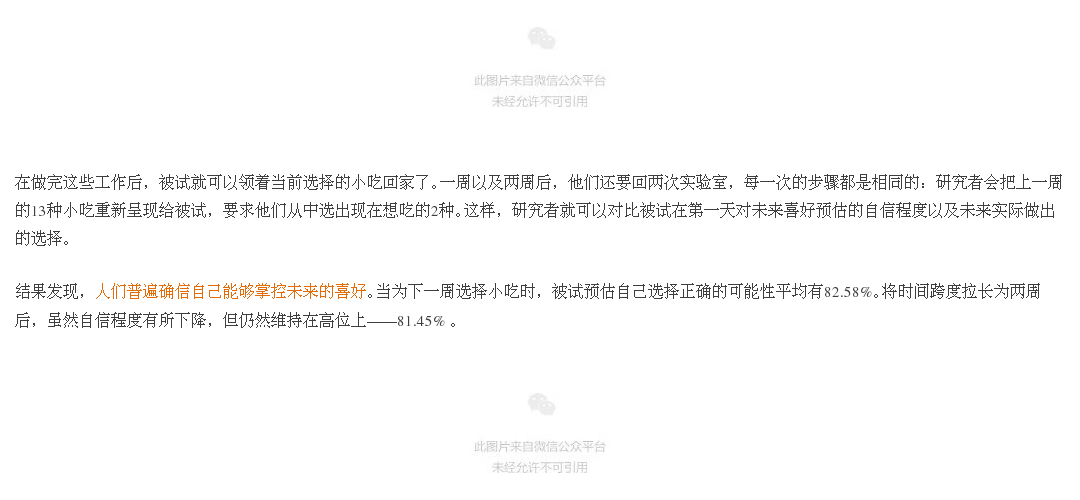 此图片来自微信公众平台
未经允许不可引用
在做完这些工作后，被试就可以领着当前选择的小吃回家了。一周以及两周后，他们还要回两次实验室，每一次的步骤都是相同的：研究者会把上一周
的13种小吃重新呈现给被试，要求他们从中选出现在想吃的2种。这样，研究者就可以对比被试在第一天对未来喜好预估的自信程度以及未来实际做出
的选择。
结果发现，人们普遍确信自己能够掌控未来的喜好。当为下一周选择小吃时，被试预估自己选择正确的可能性平均有82.58%。将时间跨度拉长为两周
后，虽然自信程度有所下降，但仍然维持在高位上——81.45% 。
此图片来自微信公众平台
未经允许不可引用